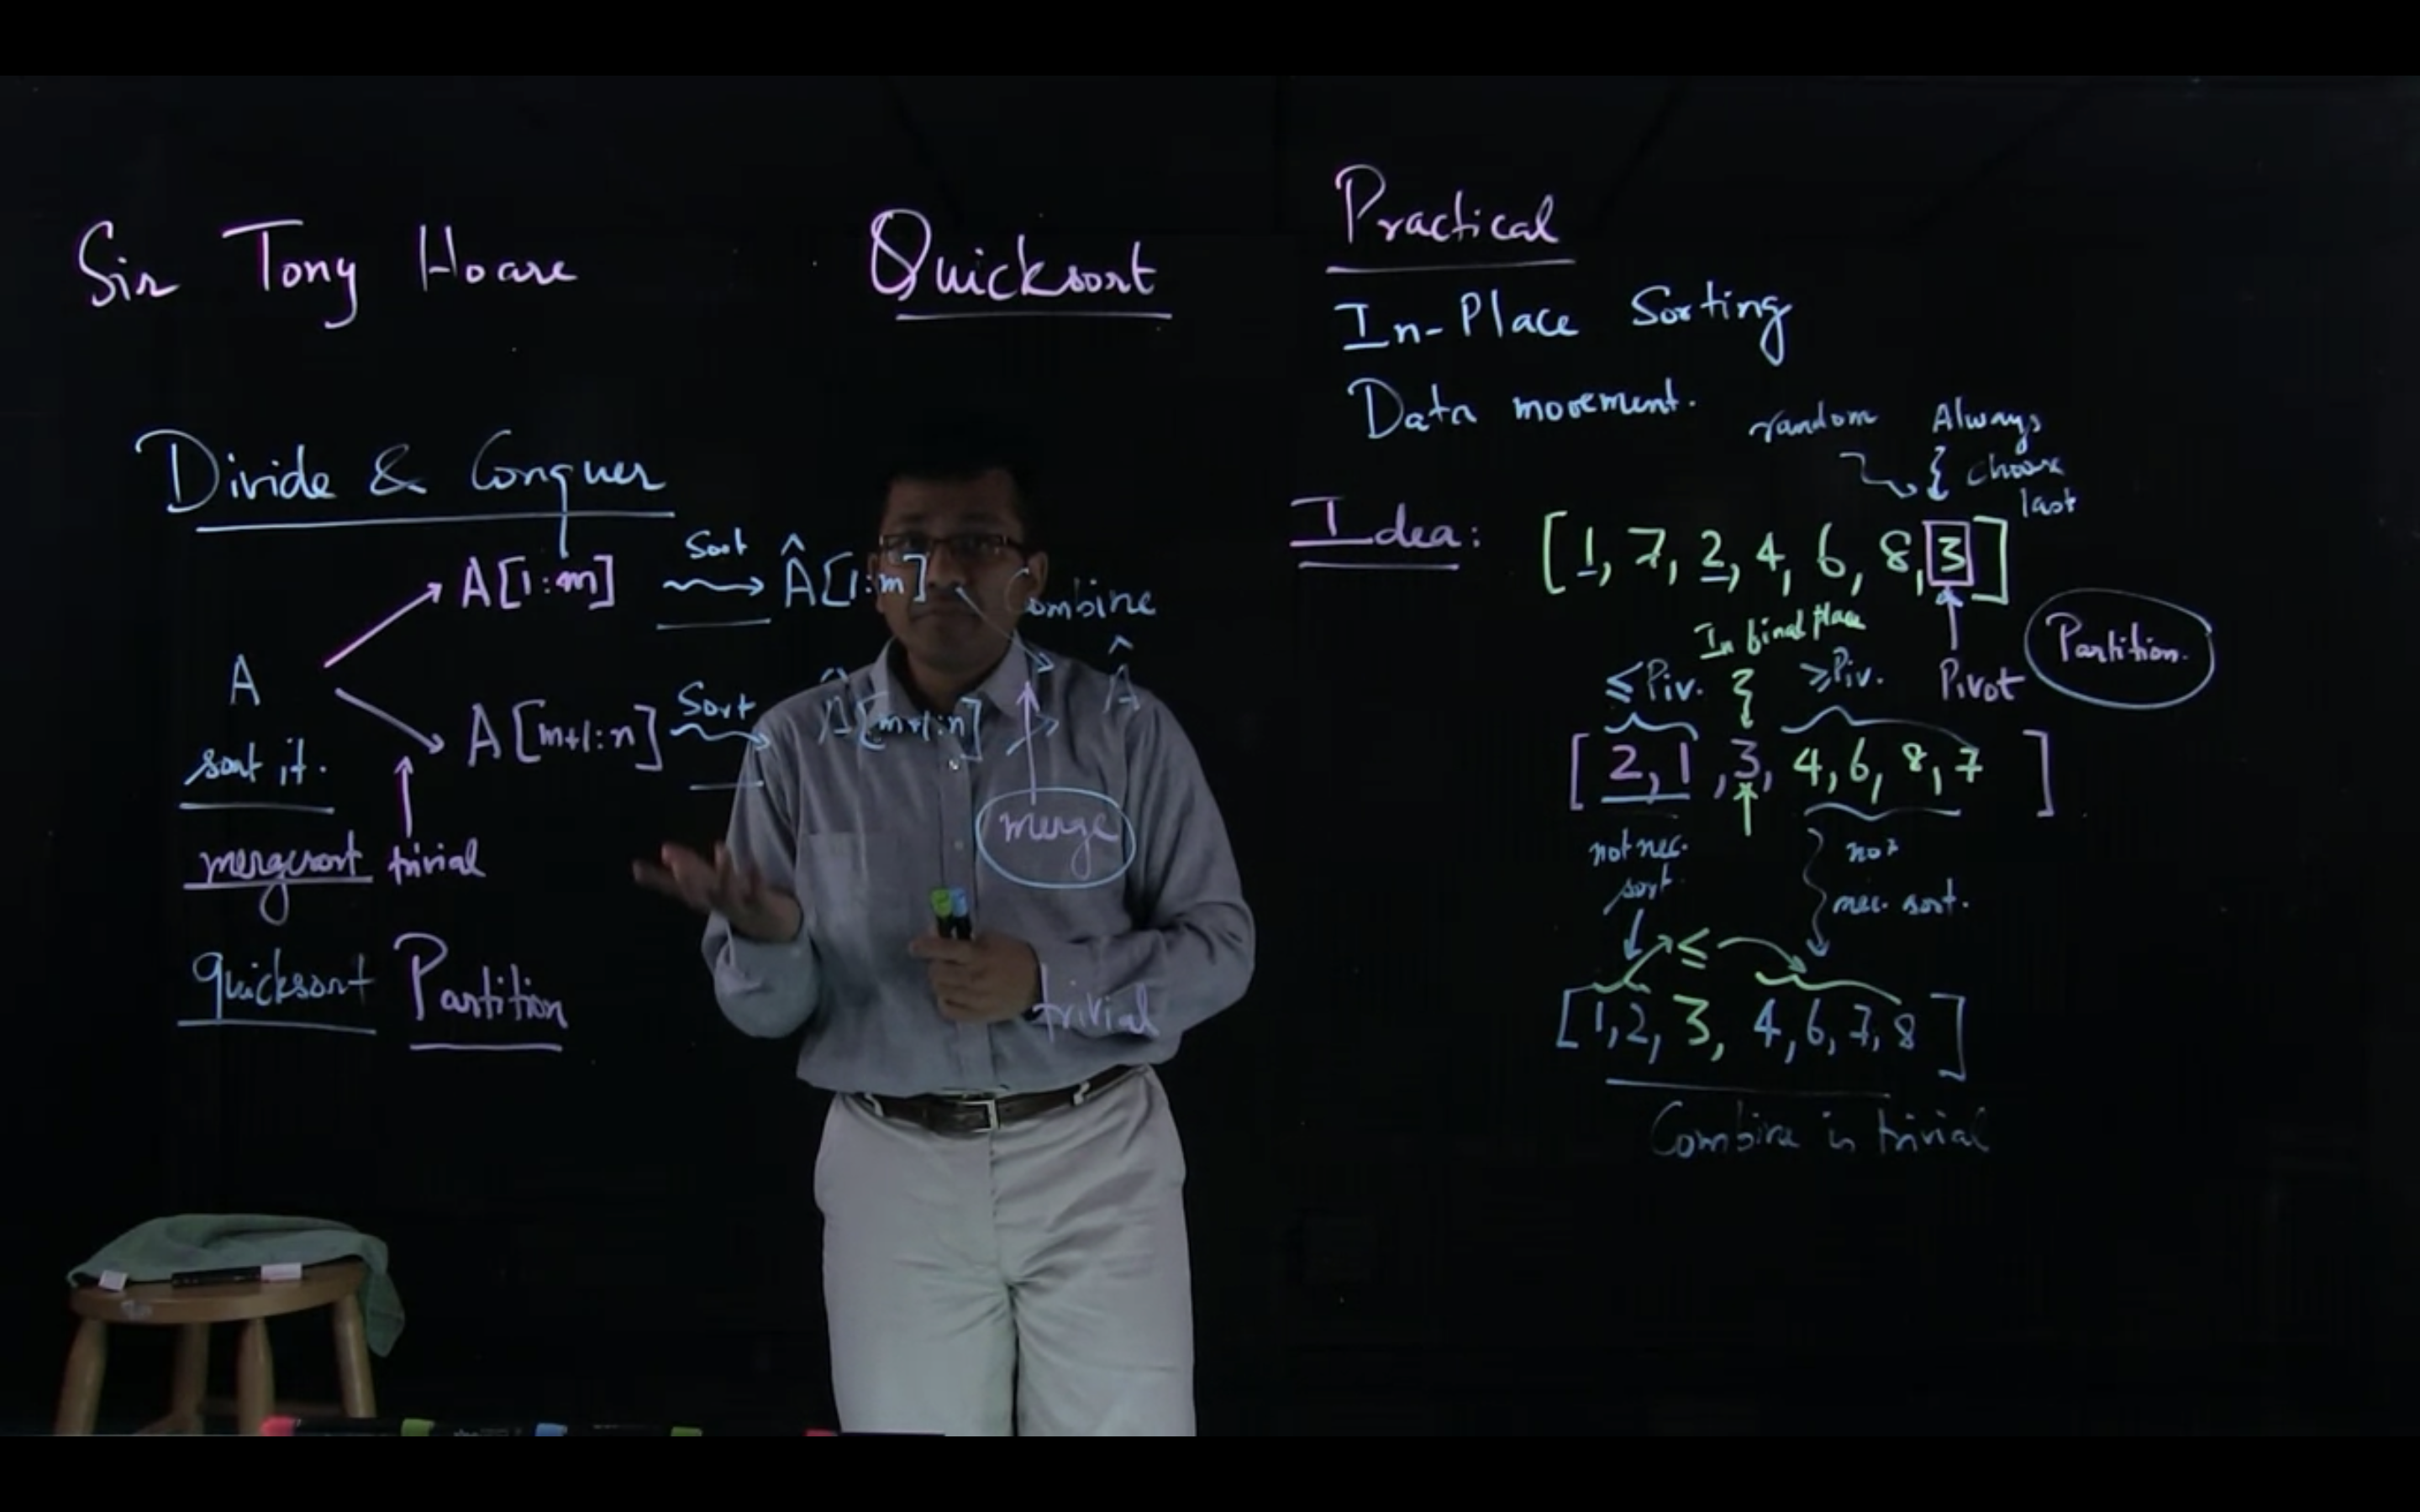 Sir Tony Hoare
Quicksort
Divide & Conquer
A[1:m]
Sort
Â[1:m]
Combine
A
sort it.
A[m+1:n]
Sort
Â[m+1:n]
Â
merge
mergesort trivial
quicksort Partition
trivial
Practical
In-Place Sorting
Data movement.
random
Always
choose
last
Idea:
[1, 7, 2, 4, 6, 8, 3]
In final place
Pivot
Partition.
≤Piv.
≥Piv.
[2, 1, 3, 4, 6, 8, 7]
not nec.
sort.
not
nec. sort.
≤
[1, 2, 3, 4, 6, 7, 8]
Combine is trivial